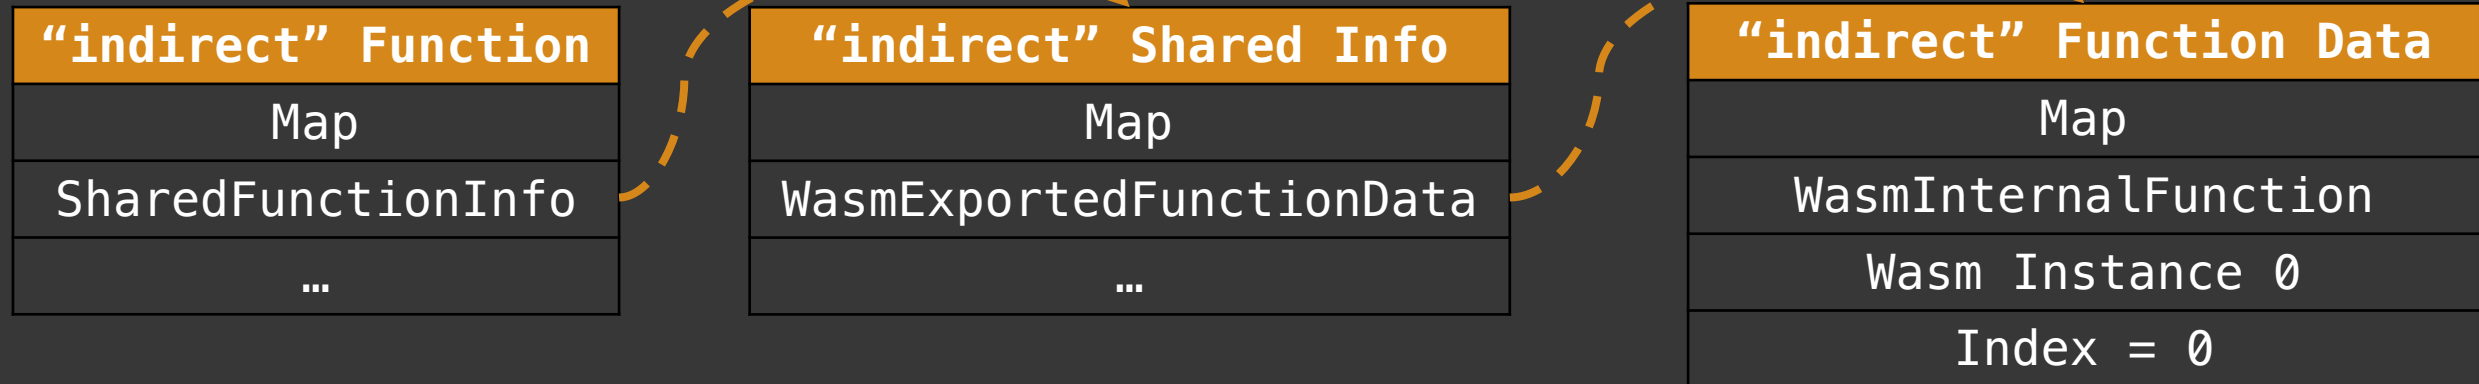 “indirect” Function
Map
SharedFunctionInfo
…
“indirect” Shared Info
Map
WasmExportedFunctionData
…
“indirect” Function Data
Map
WasmInternalFunction
Wasm Instance 0
Index = 0